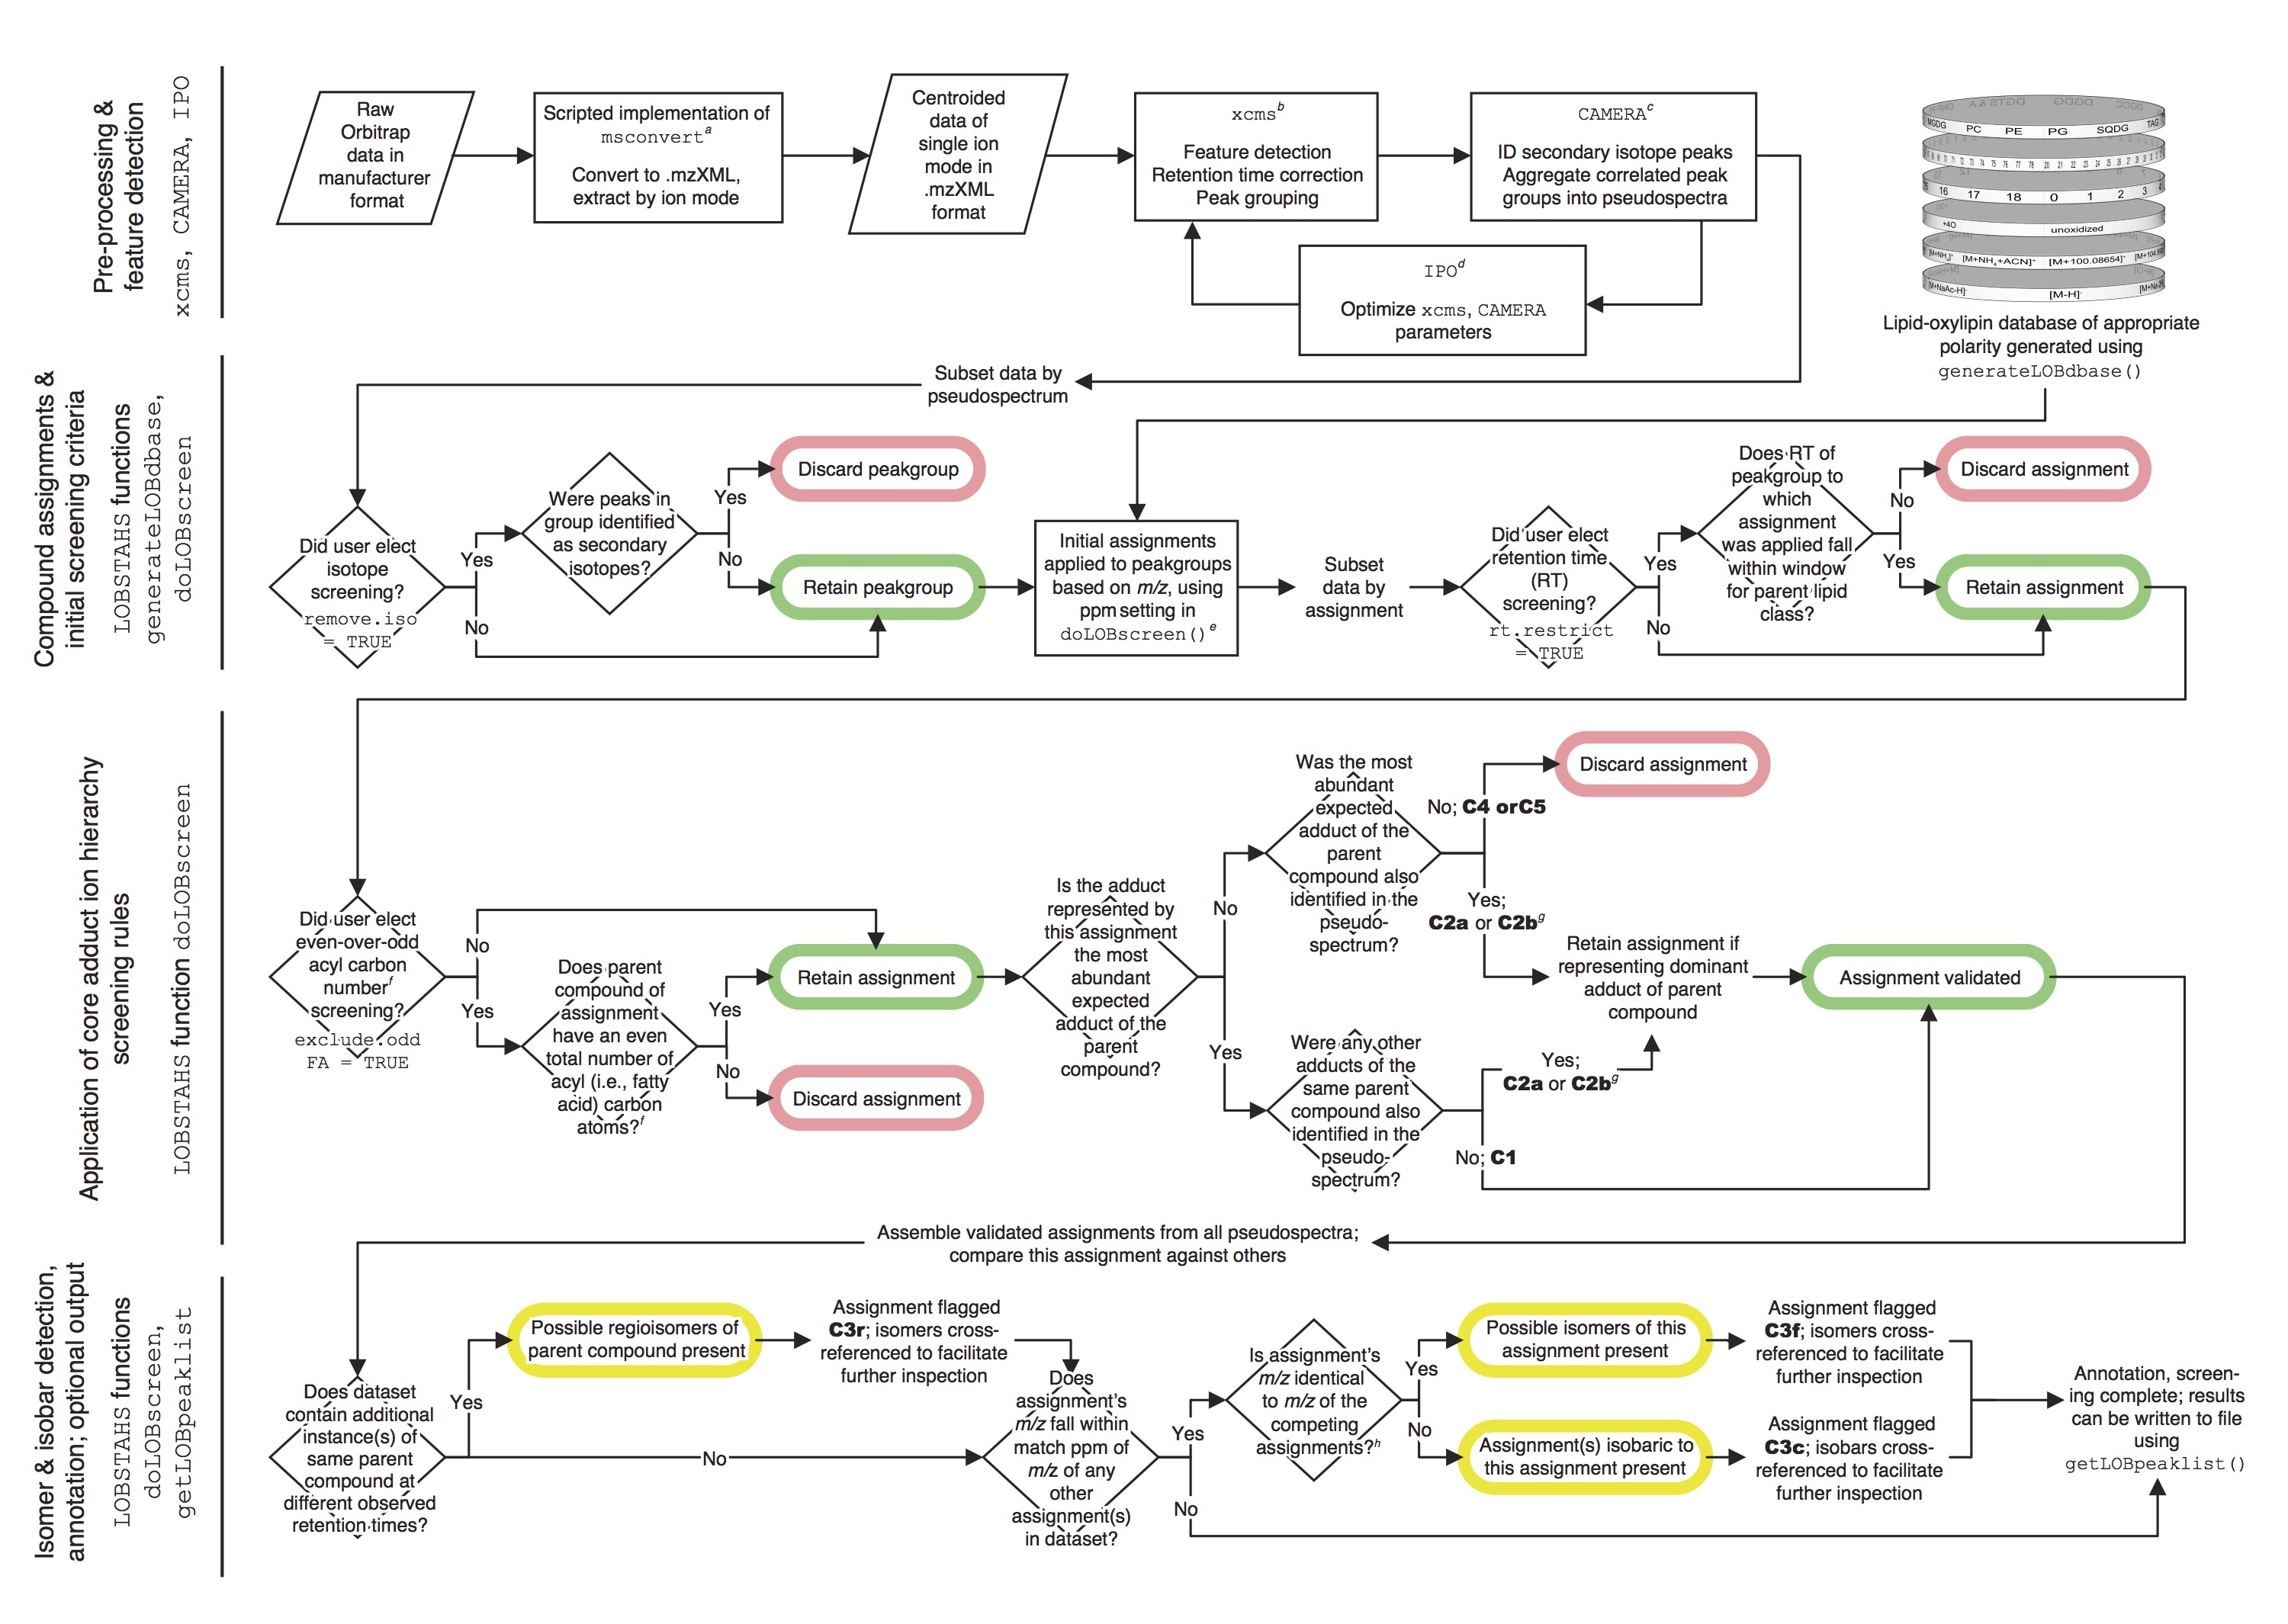 Pre-processing &
feature detection
xcms, CAMERA, IPO
Raw
Orbitrap
data in
manufacturer
format
Scripted implementation of
msconvert^a
Convert to .mzXML,
extract by ion mode
Centroided
data of
single ion
mode in
.mzXML
format
xcms^b
Feature detection
Retention time correction
Peak grouping
CAMERA^c
ID secondary isotope peaks
Aggregate correlated peak
groups into pseudospectra
IPO^d
Optimize xcms, CAMERA
parameters
MGDG PC PE PG SQDG TAG
16 17 18 0 1 2 3
+4O unoxidized
[M+NH4+ACN]+ [M+100.08654]+
[M+NaAc-H]- [M-H]-
Lipid-oxylipin database of appropriate
polarity generated using
generateLOBdbase()
Compound assignments &
initial screening criteria
LOBSTAHS functions
generateLOBdbase,
doLOBscreen
Subset data by
pseudospectrum
Did user elect
isotope
screening?
remove.iso
= TRUE
Yes
No
Were peaks in
group identified
as secondary
isotopes?
Yes
No
Discard peakgroup
Retain peakgroup
Initial assignments
applied to peakgroups
based on m/z, using
ppm setting in
doLOBscreen()^e
Subset
data by
assignment
Did user elect
retention time
(RT)
screening?
rt.restrict
= TRUE
Yes
No
Does RT of
peakgroup to
which
assignment
was applied fall
within window
for parent lipid
class?
No
Yes
Discard assignment
Retain assignment
Application of core adduct ion hierarchy
screening rules
LOBSTAHS function doLOBscreen
Did user elect
even-over-odd
acyl carbon
number^f
screening?
exclude.odd
FA = TRUE
No
Yes
Does parent
compound of
assignment
have an even
total number of
acyl (i.e., fatty
acid) carbon
atoms?^f
Yes
No
Retain assignment
Discard assignment
Is the adduct
represented by
this assignment
the most
abundant
expected
adduct of the
parent
compound?
No
Yes
Was the most
abundant
expected
adduct of the
parent
compound also
identified in the
pseudo-
spectrum?
No; C4 orC5
Discard assignment
Yes;
C2a or C2b^g
Retain assignment if
representing dominant
adduct of parent
compound
Assignment validated
Were any other
adducts of the
same parent
compound also
identified in the
pseudo-
spectrum?
Yes;
C2a or C2b^g
No; C1
Assemble validated assignments from all pseudospectra;
compare this assignment against others
Isomer & isobar detection,
annotation; optional output
LOBSTAHS functions
doLOBscreen,
getLOBpeaklist
Does dataset
contain additional
instance(s) of
same parent
compound at
different observed
retention times?
Yes
No
Possible regioisomers of
parent compound present
Assignment flagged
C3r; isomers cross-
referenced to facilitate
further inspection
Does
assignment's
m/z fall within
match ppm of
m/z of any
other
assignment(s)
in dataset?
Yes
No
Is assignment's
m/z identical
to m/z of the
competing
assignments?^h
Yes
No
Possible isomers of this
assignment present
Assignment(s) isobaric to
this assignment present
Assignment flagged
C3f; isomers cross-
referenced to facilitate
further inspection
Assignment flagged
C3c; isobars cross-
referenced to facilitate
further inspection
Annotation, screen-
ing complete; results
can be written to file
using
getLOBpeaklist()